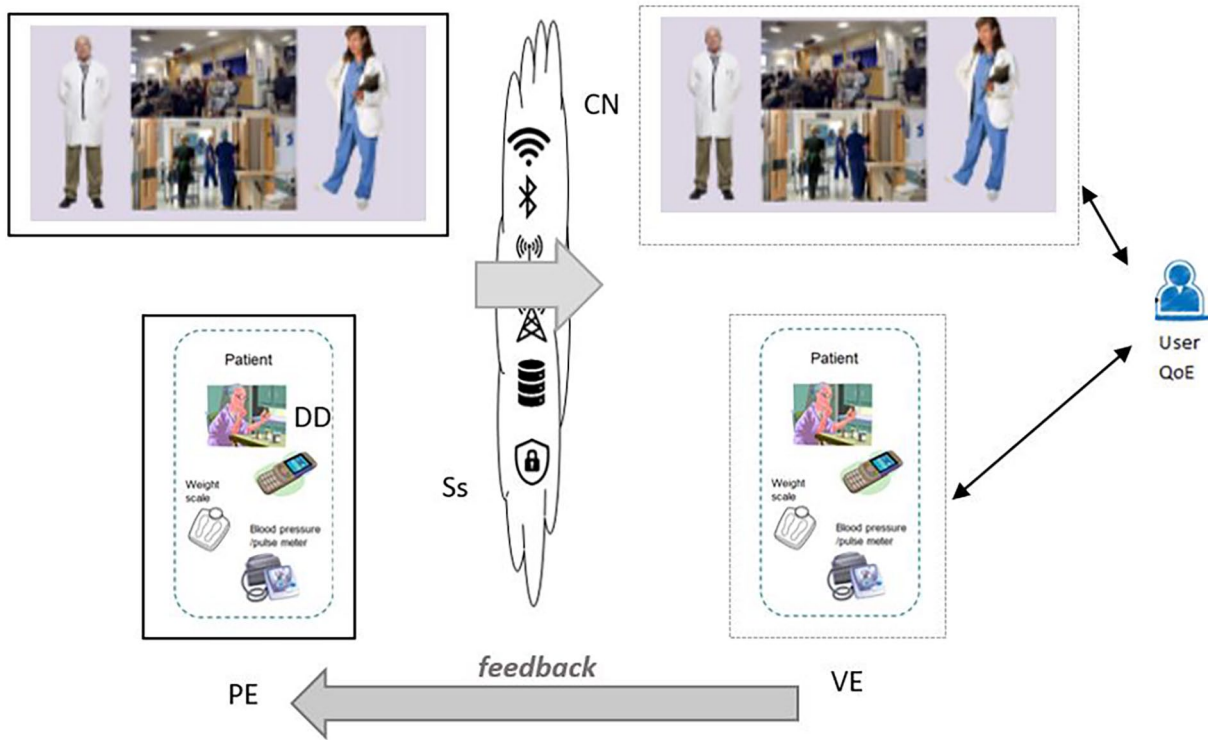 CN
Patient
DD
Weight
scale
Blood pressure
/pulse meter
Ss
Patient
Weight
scale
Blood pressure
/pulse meter
User
QoE
feedback
PE
VE